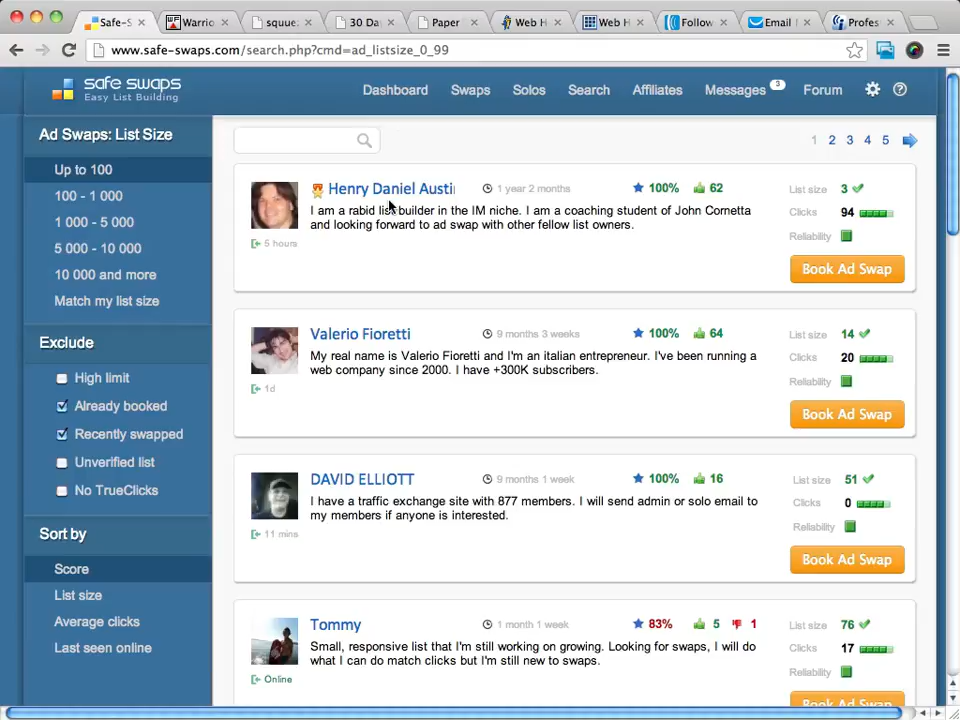 Safe-S
Warrio
squue
30 Da
Paper
Web H
Web H
Follow
Email
Profes
www.safe-swaps.com/search.php?cmd=ad_listsize_0_99
safe swaps
Easy List Building
Dashboard
Swaps
Solos
Search
Affiliates
Messages 3
Forum
Ad Swaps: List Size
Up to 100
100 - 1 000
1 000 - 5 000
5 000 - 10 000
10 000 and more
Match my list size
Exclude
High limit
Already booked
Recently swapped
Unverified list
No TrueClicks
Sort by
Score
List size
Average clicks
Last seen online
1 2 3 4 5
Henry Daniel Austi
1 year 2 months
100% 62
I am a rabid list builder in the IM niche. I am a coaching student of John Cornetta
and looking forward to ad swap with other fellow list owners.
5 hours
List size 3
Clicks 94
Reliability
Book Ad Swap
Valerio Fioretti
9 months 3 weeks
100% 64
My real name is Valerio Fioretti and I'm an italian entrepreneur. I've been running a
web company since 2000. I have +300K subscribers.
1d
List size 14
Clicks 20
Reliability
Book Ad Swap
DAVID ELLIOTT
9 months 1 week
100% 16
I have a traffic exchange site with 877 members. I will send admin or solo email to
my members if anyone is interested.
11 mins
List size 51
Clicks 0
Reliability
Book Ad Swap
Tommy
1 month 1 week
83% 5 1
Small, responsive list that I'm still working on growing. Looking for swaps, I will do
what I can do match clicks but I'm still new to swaps.
Online
List size 76
Clicks 17
Reliability
Book Ad Swap